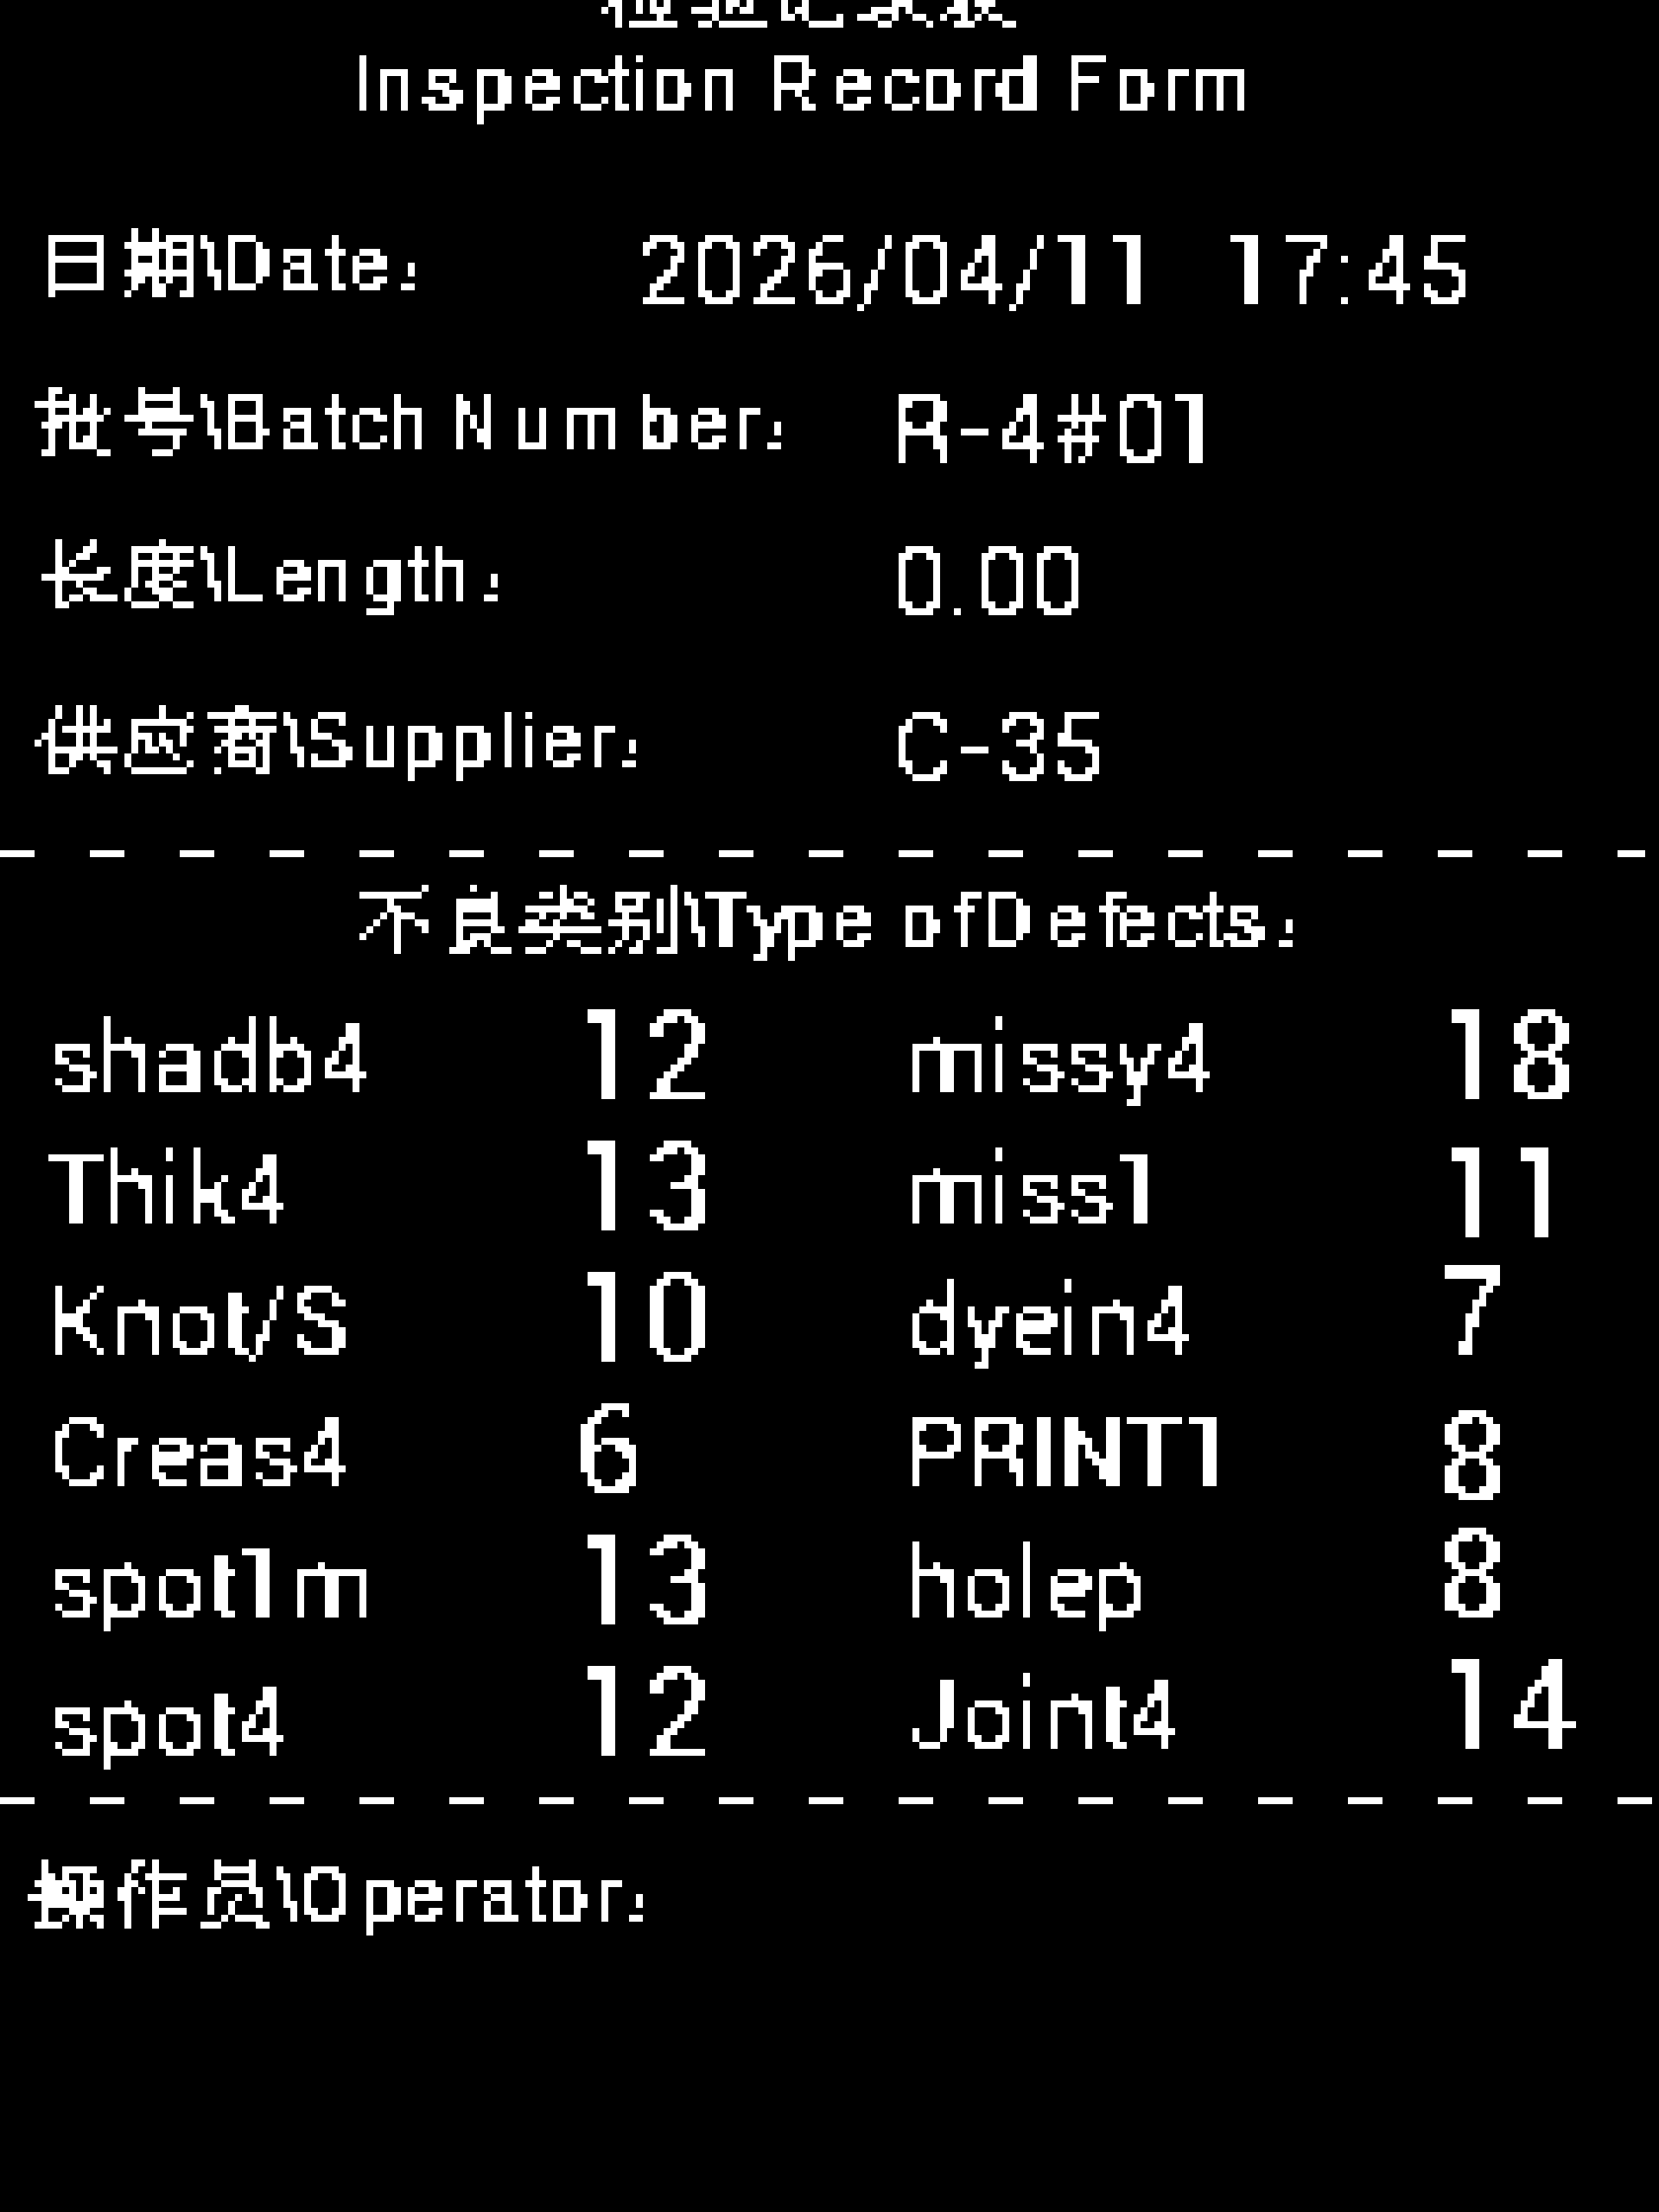 Inspection Record Form
日期\Date: 2026/04/11 17:45
批号\Batch Number: R-4#01
长度\Length: 0.00
供应商\Supplier: C-35
不良类别\Type of Defects:
shadb4 12 missy4 18
Thik4 13 miss1 11
Knot/S 10 dyein4 7
Creas4 6 PRINT1 8
spot1m 13 holep 8
spot4 12 Joint4 14
操作员\Operator: